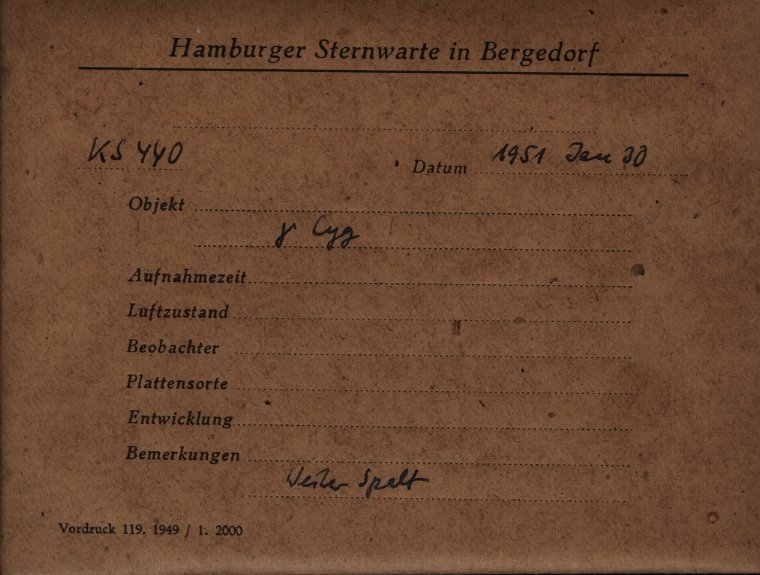 Hamburger Sternwarte in Bergedorf
KS 440
Datum 1951 Jan 30
Objekt
γ Cyg
Aufnahmezeit
Luftzustand
Beobachter
Plattensorte
Entwicklung
Bemerkungen
Weiter Spalt
Vordruck 119. 1949 / 1. 2000